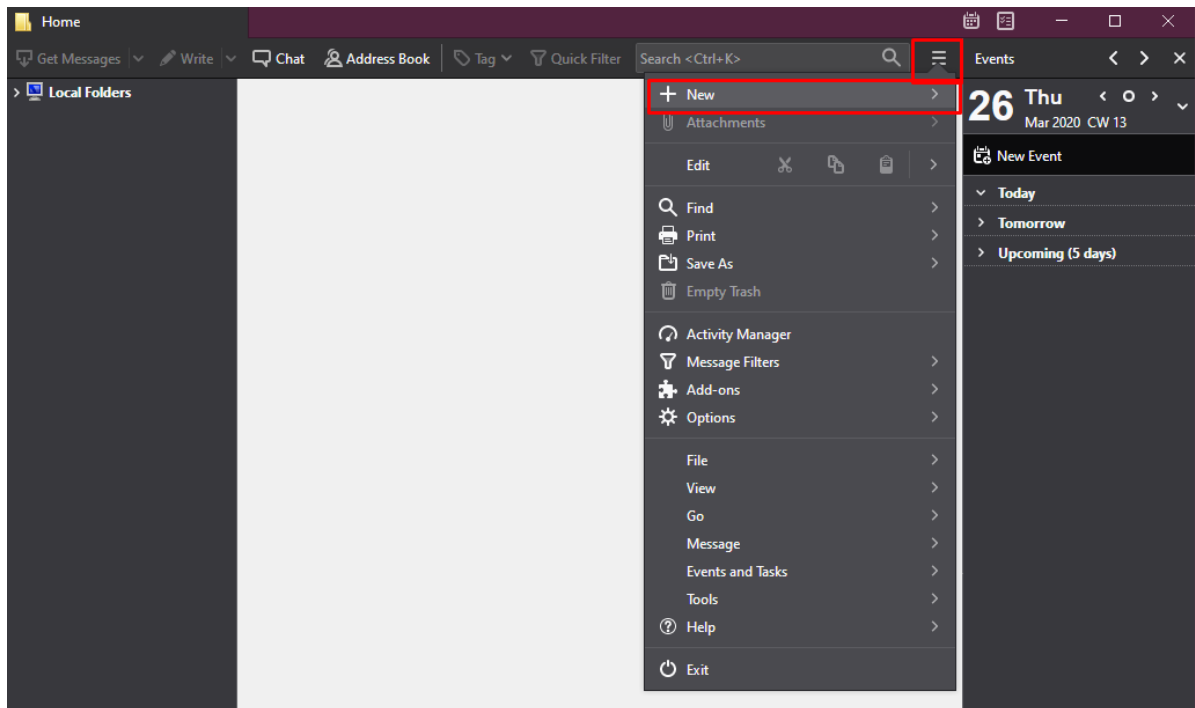 Home
Get Messages Write Chat Address Book Tag Quick Filter Search <Ctrl+K> Events
Local Folders
New
Attachments
Edit
Find
Print
Save As
Empty Trash
Activity Manager
Message Filters
Add-ons
Options
File
View
Go
Message
Events and Tasks
Tools
Help
Exit
26 Thu
Mar 2020 CW 13
New Event
Today
Tomorrow
Upcoming (5 days)